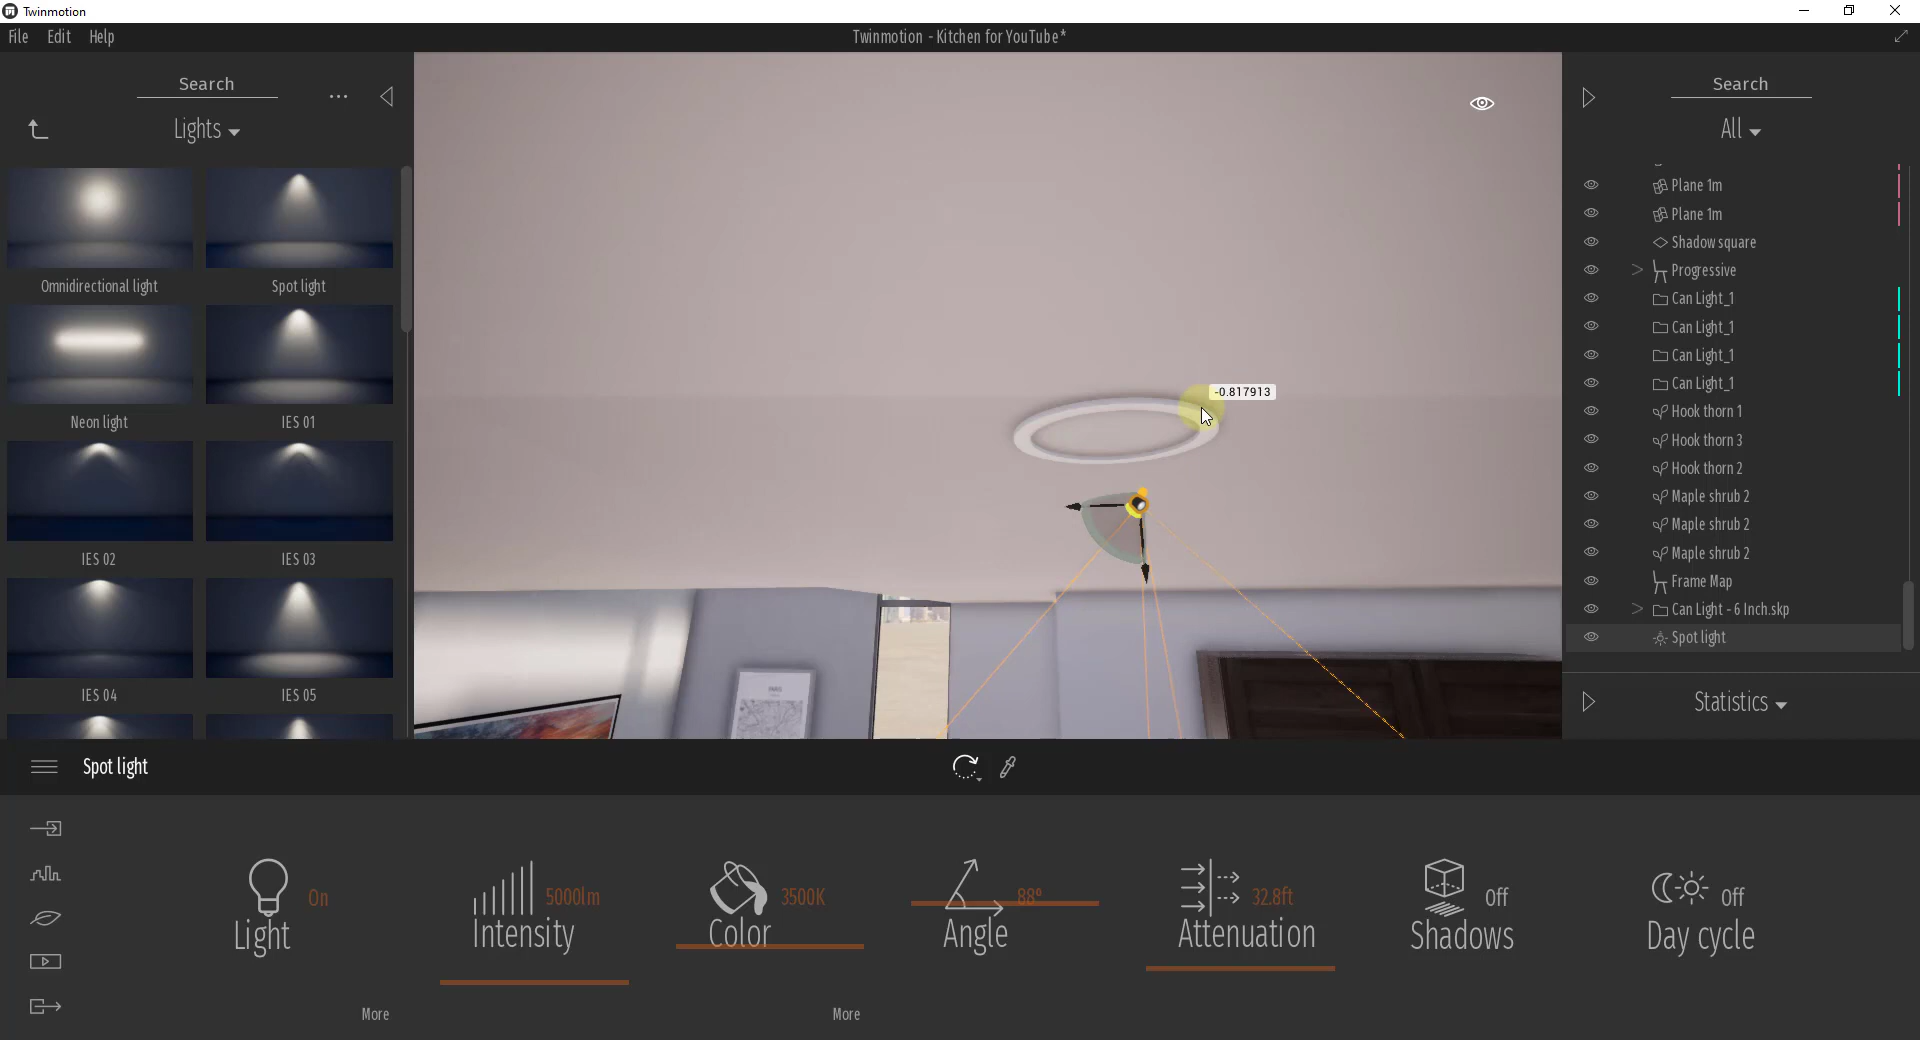 Twinmotion
File Edit Help
Twinmotion - Kitchen for YouTube*
Search
...
Lights
Omnidirectional light
Spot light
Neon light
IES 01
IES 02
IES 03
IES 04
IES 05
-0.817913
PARIS
Search
All
Plane 1m
Plane 1m
Shadow square
Progressive
Can Light_1
Can Light_1
Can Light_1
Can Light_1
Hook thorn 1
Hook thorn 3
Hook thorn 2
Maple shrub 2
Maple shrub 2
Maple shrub 2
Frame Map
Can Light - 6 Inch.skp
Spot light
Statistics
Spot light
On
Light
5000lm
Intensity
3500K
Color
88°
Angle
32.8ft
Attenuation
Off
Shadows
Off
Day cycle
More
More